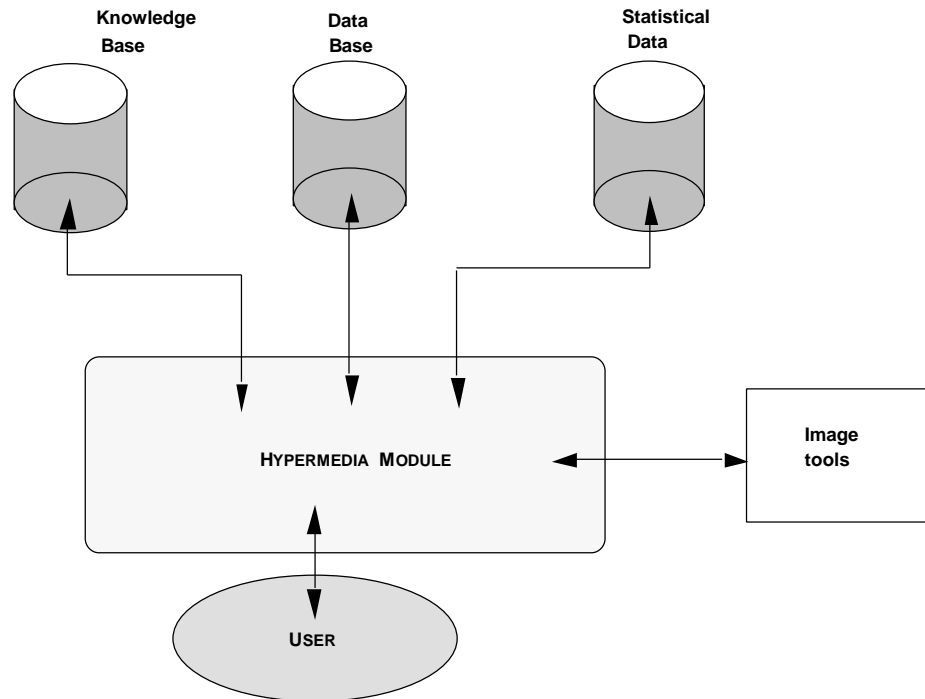 Knowledge
Base
Data
Base
Statistical
Data
HYPERMEDIA MODULE
Image
tools
USER